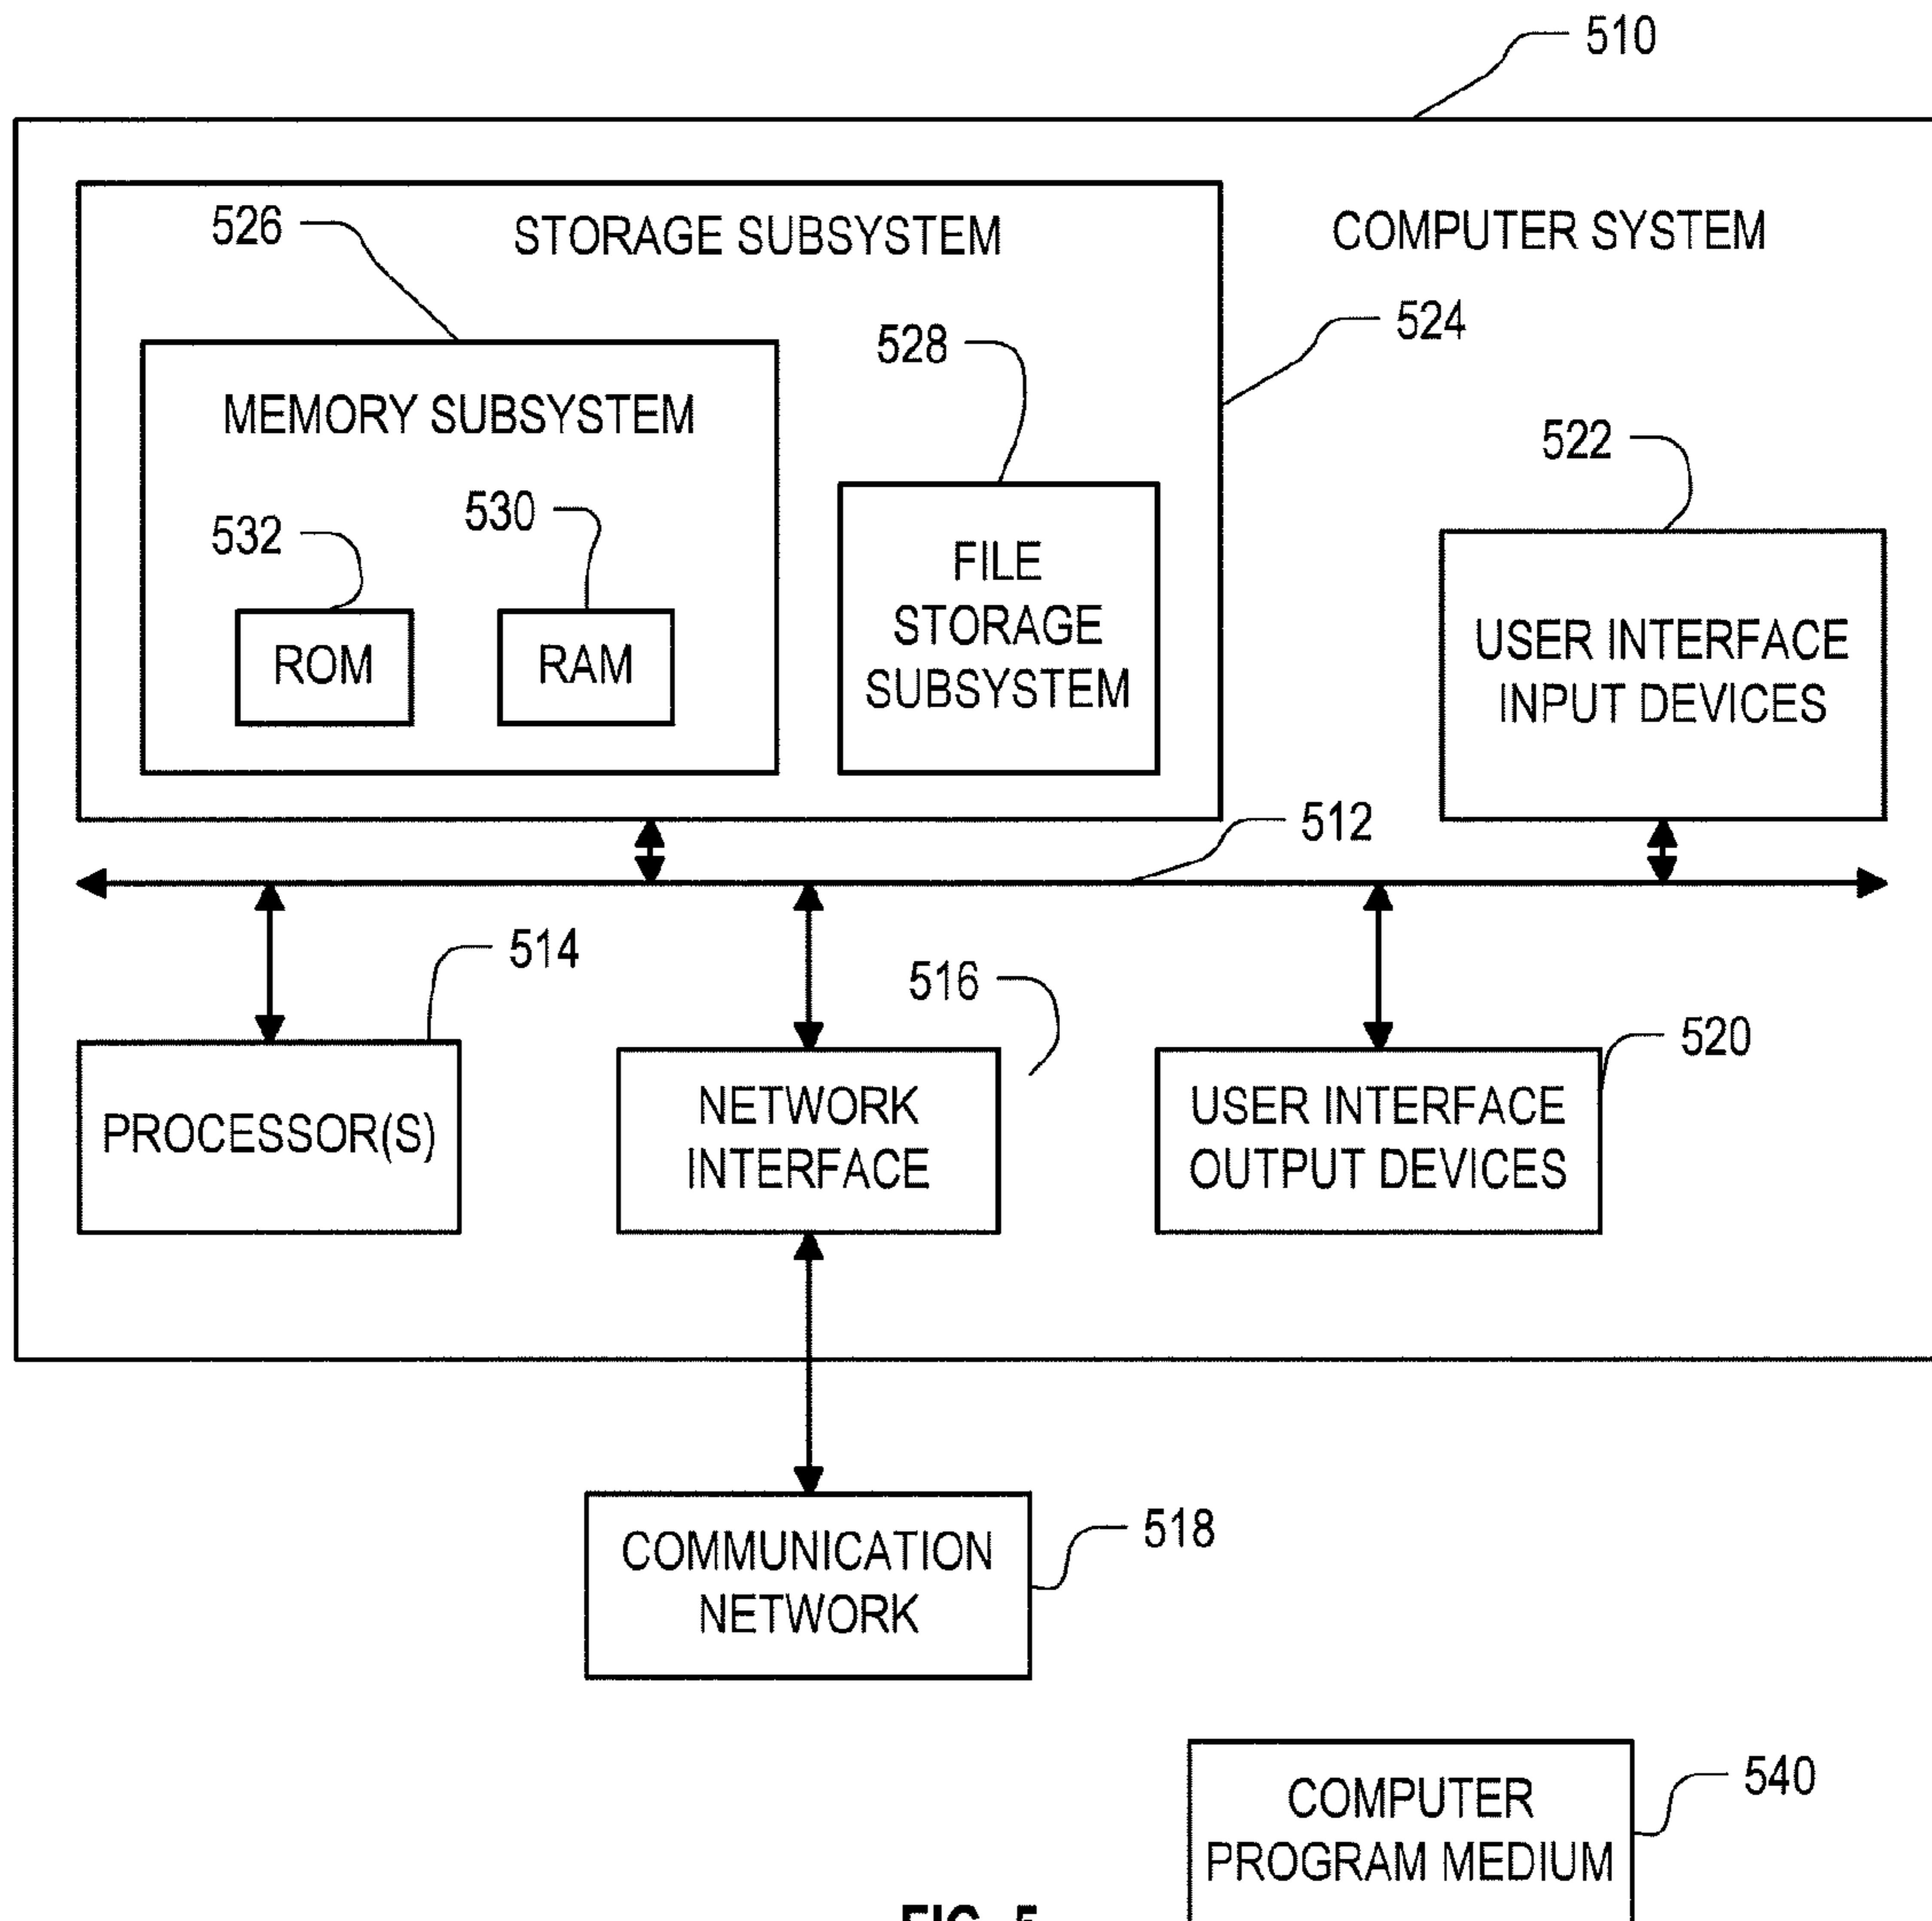 510
526
STORAGE SUBSYSTEM
COMPUTER SYSTEM
524
528
MEMORY SUBSYSTEM
522
532
530
FILE
STORAGE
SUBSYSTEM
ROM
RAM
USER INTERFACE
INPUT DEVICES
512
514
516
520
PROCESSOR(S)
NETWORK
INTERFACE
USER INTERFACE
OUTPUT DEVICES
COMMUNICATION
NETWORK
518
COMPUTER
PROGRAM MEDIUM
540
FIG. 5